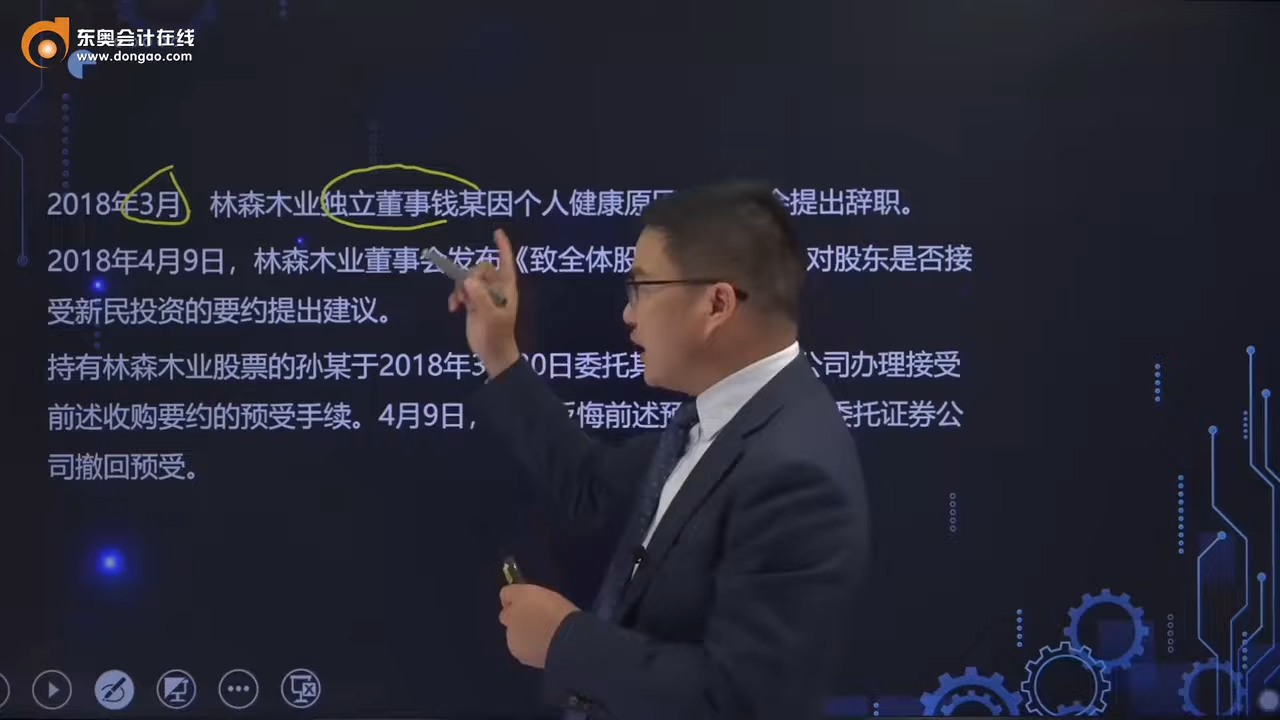 东奥会计在线
www.dongao.com
2018年3月 林森木业独立董事钱某因个人健康原 提出辞职。
2018年4月9日，林森木业董事会发布《致全体股 对股东是否接
受新民投资的要约提出建议。
持有林森木业股票的孙某于2018年3 0日委托 公司办理接受
前述收购要约的预受手续。4月9日， 反悔前述预 委托证券公
司撤回预受。